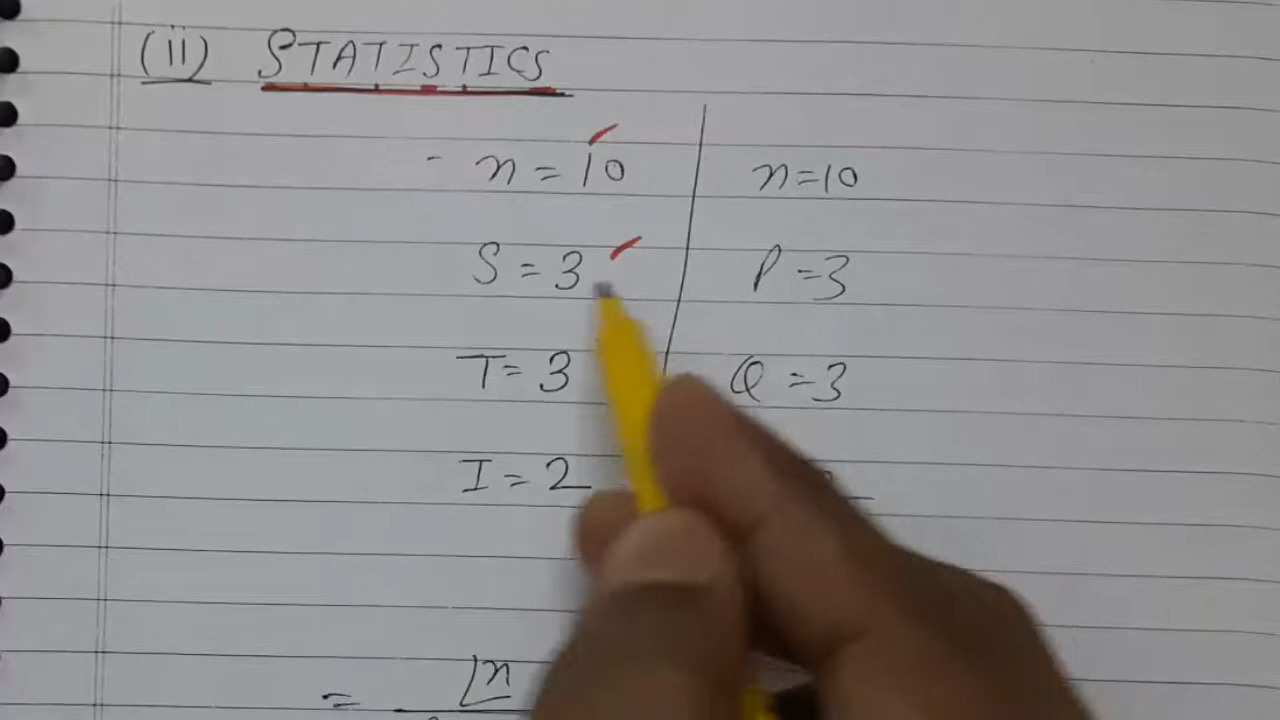 (ii) STATISTICS
n = 10 n = 10
S = 3 P = 3
T = 3 Q = 3
I = 2
= ⌊n